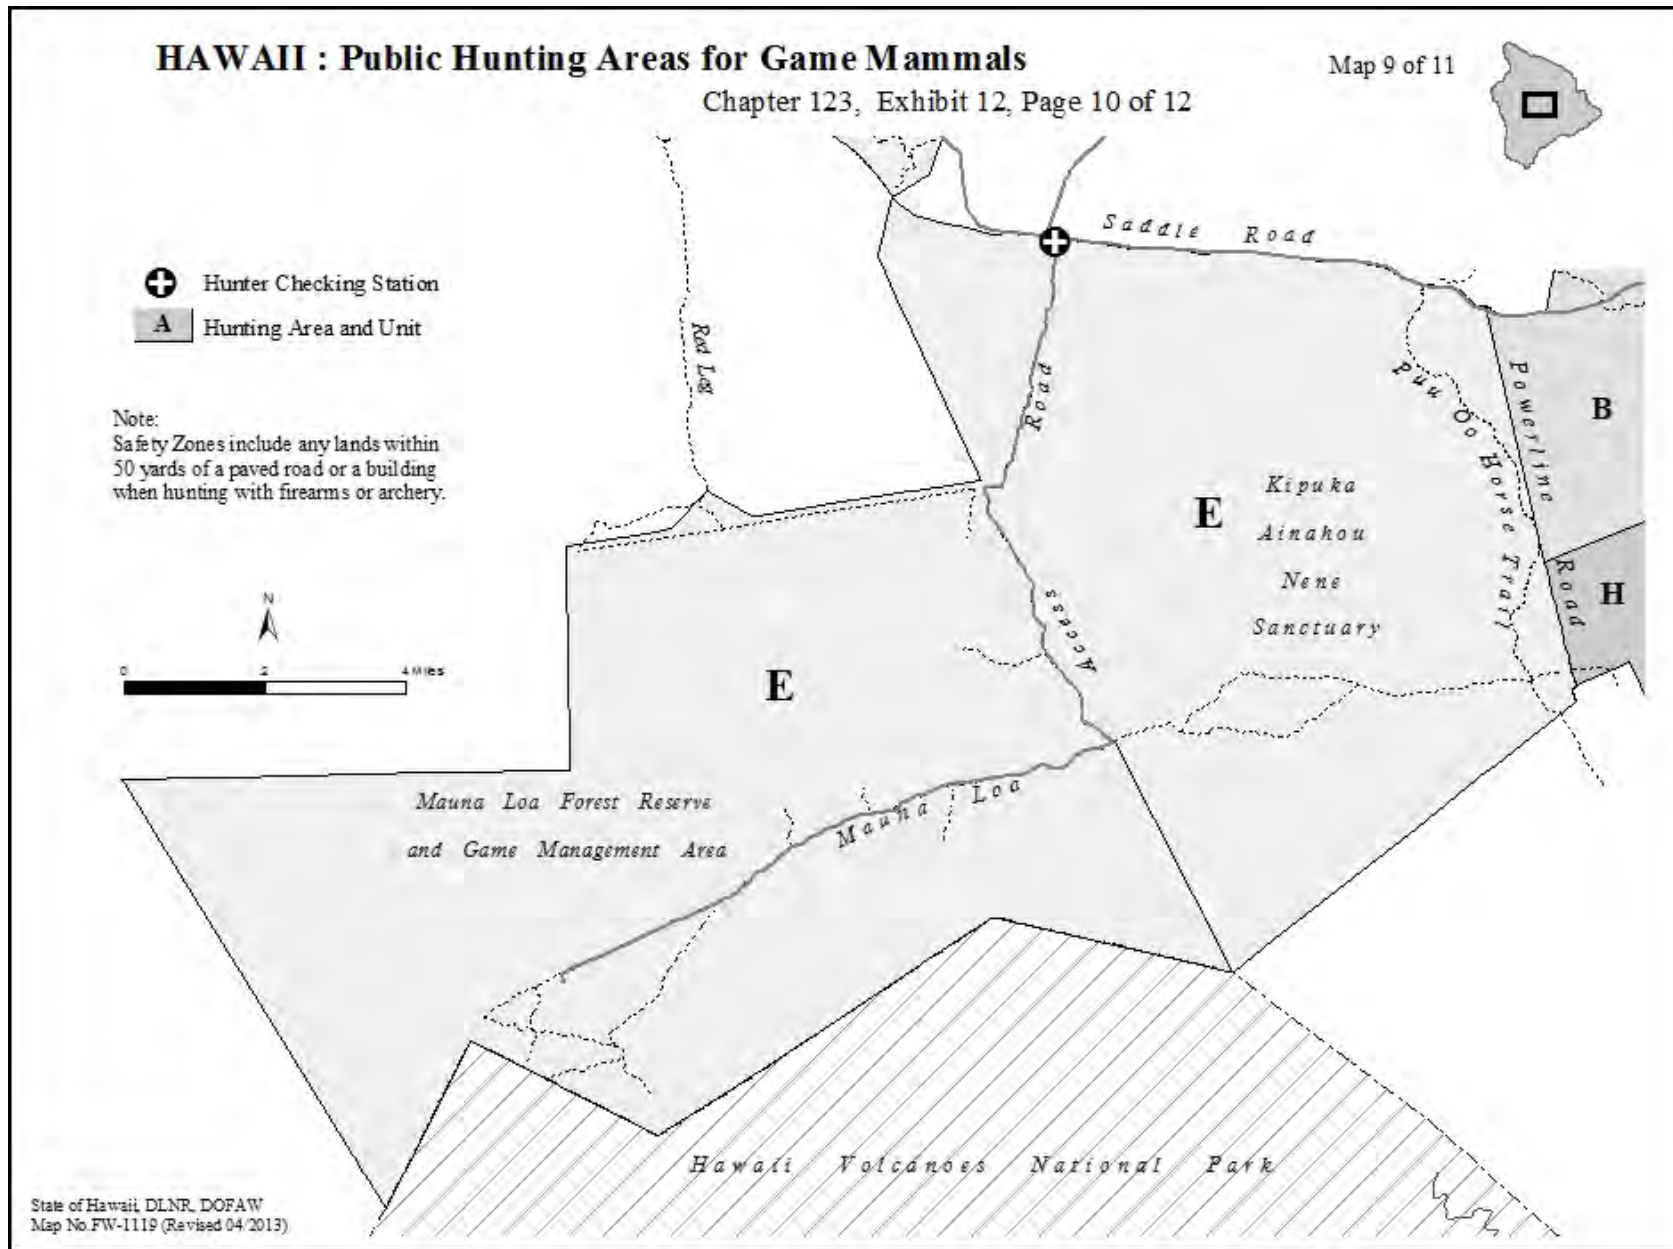 HAWAII : Public Hunting Areas for Game Mammals
Map 9 of 11
Chapter 123, Exhibit 12, Page 10 of 12
Saddle Road
Hunter Checking Station
A Hunting Area and Unit
Red Leg
Note:
Safety Zones include any lands within
50 yards of a paved road or a building
when hunting with firearms or archery.
Puu Oo Horse Trail
Powerline Road
B
H
E
Kipuka
Ainahou
Nene
Sanctuary
N
0 2 4 Miles
E
Mauna Loa Access Road
Mauna Loa Forest Reserve
and Game Management Area
Hawaii Volcanoes National Park
State of Hawaii, DLNR, DOFAW
Map No.FW-1119 (Revised 04/2013)